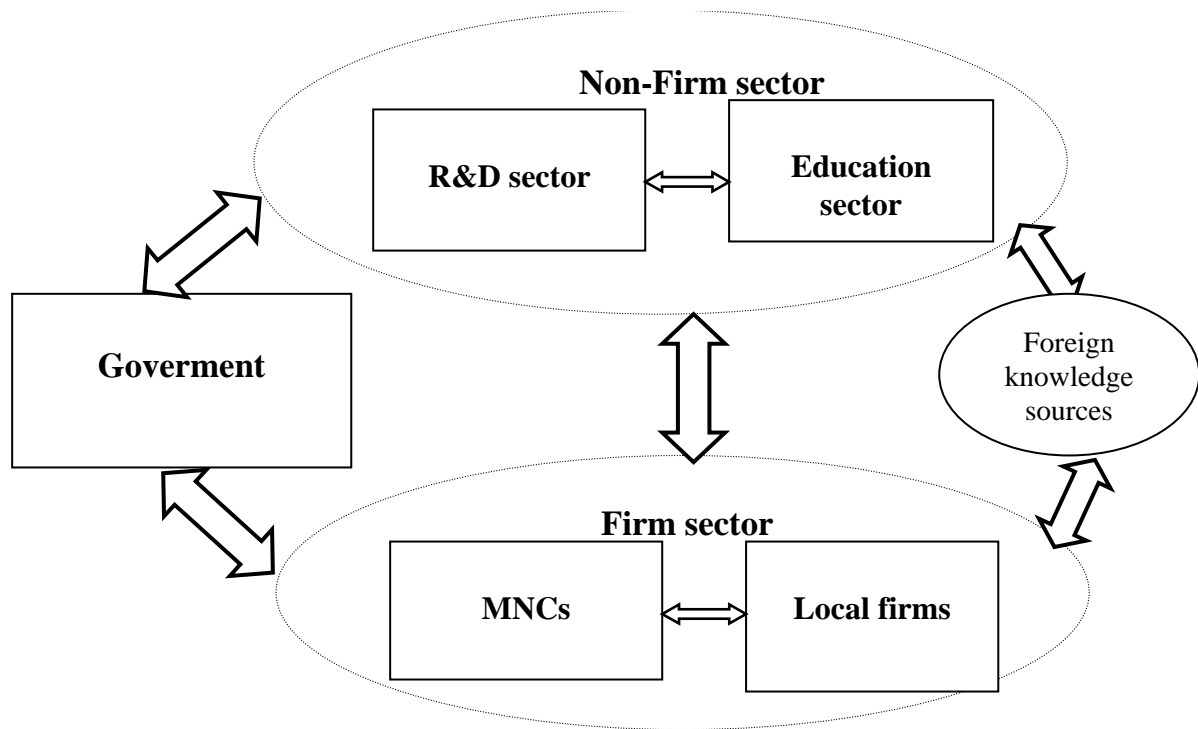 Non-Firm sector
R&D sector
Education
sector
Goverment
Foreign
knowledge
sources
Firm sector
MNCs
Local firms